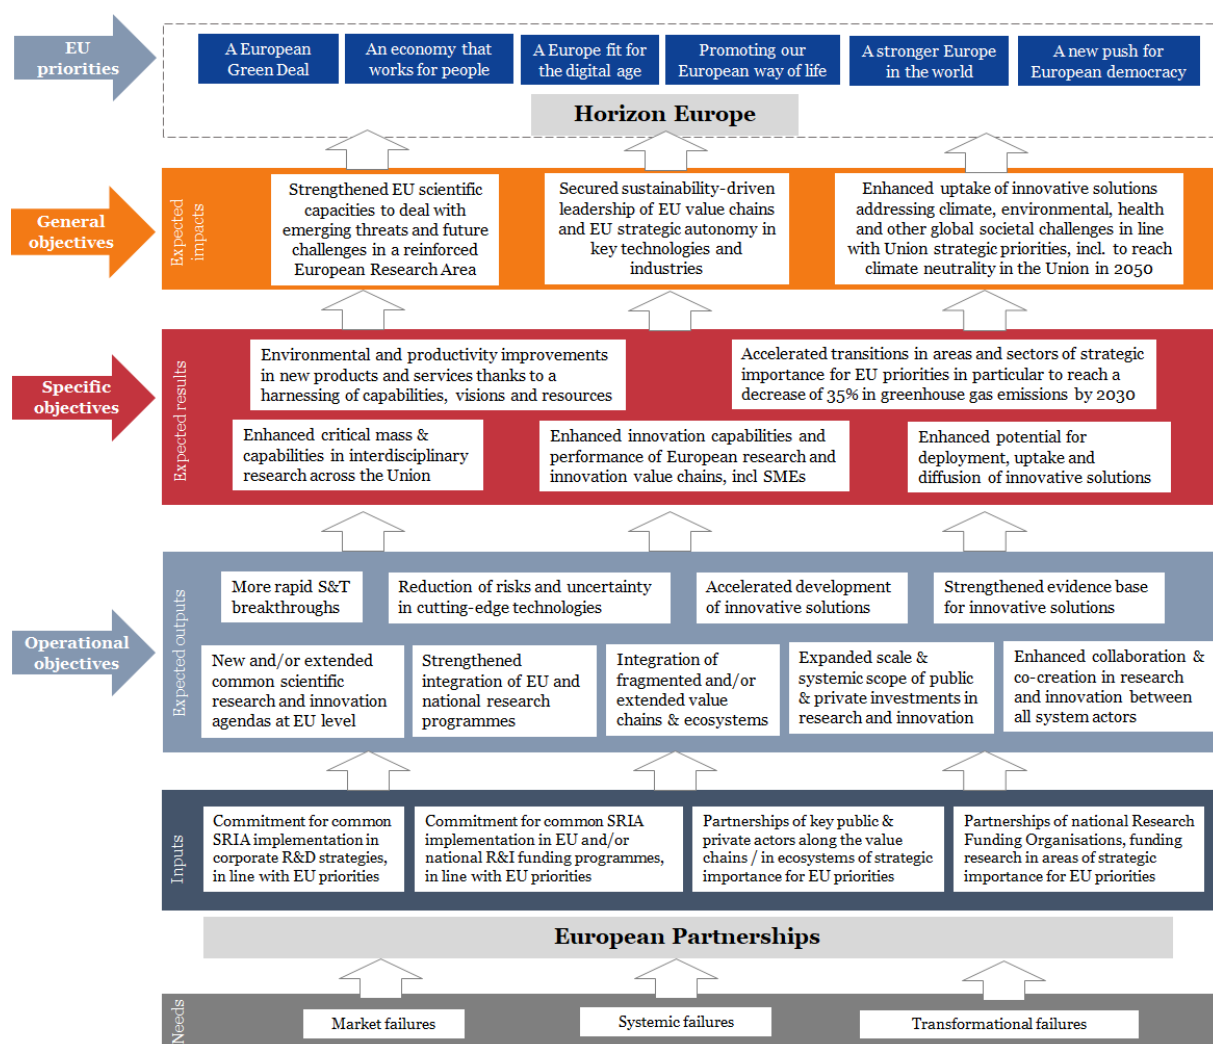 EU
priorities
A European
Green Deal
An economy that
works for people
A Europe fit for
the digital age
Promoting our
European way of life
A stronger Europe
in the world
A new push for
European democracy
Horizon Europe
General
objectives
Expected
impacts
Strengthened EU scientific
capacities to deal with
emerging threats and future
challenges in a reinforced
European Research Area
Secured sustainability-driven
leadership of EU value chains
and EU strategic autonomy in
key technologies and
industries
Enhanced uptake of innovative solutions
addressing climate, environmental, health
and other global societal challenges in line
with Union strategic priorities, incl. to reach
climate neutrality in the Union in 2050
Specific
objectives
Expected results
Environmental and productivity improvements
in new products and services thanks to a
harnessing of capabilities, visions and resources
Accelerated transitions in areas and sectors of strategic
importance for EU priorities in particular to reach a
decrease of 35% in greenhouse gas emissions by 2030
Enhanced critical mass &
capabilities in interdisciplinary
research across the Union
Enhanced innovation capabilities and
performance of European research and
innovation value chains, incl SMEs
Enhanced potential for
deployment, uptake and
diffusion of innovative solutions
Operational
objectives
Expected outputs
More rapid S&T
breakthroughs
Reduction of risks and uncertainty
in cutting-edge technologies
Accelerated development
of innovative solutions
Strengthened evidence base
for innovative solutions
New and/or extended
common scientific
research and innovation
agendas at EU level
Strengthened
integration of EU and
national research
programmes
Integration of
fragmented and/or
extended value
chains & ecosystems
Expanded scale &
systemic scope of public
& private investments in
research and innovation
Enhanced collaboration &
co-creation in research
and innovation between
all system actors
Inputs
Commitment for common
SRIA implementation in
corporate R&D strategies,
in line with EU priorities
Commitment for common SRIA
implementation in EU and/or
national R&I funding programmes,
in line with EU priorities
Partnerships of key public &
private actors along the value
chains / in ecosystems of strategic
importance for EU priorities
Partnerships of national Research
Funding Organisations, funding
research in areas of strategic
importance for EU priorities
European Partnerships
Needs
Market failures
Systemic failures
Transformational failures